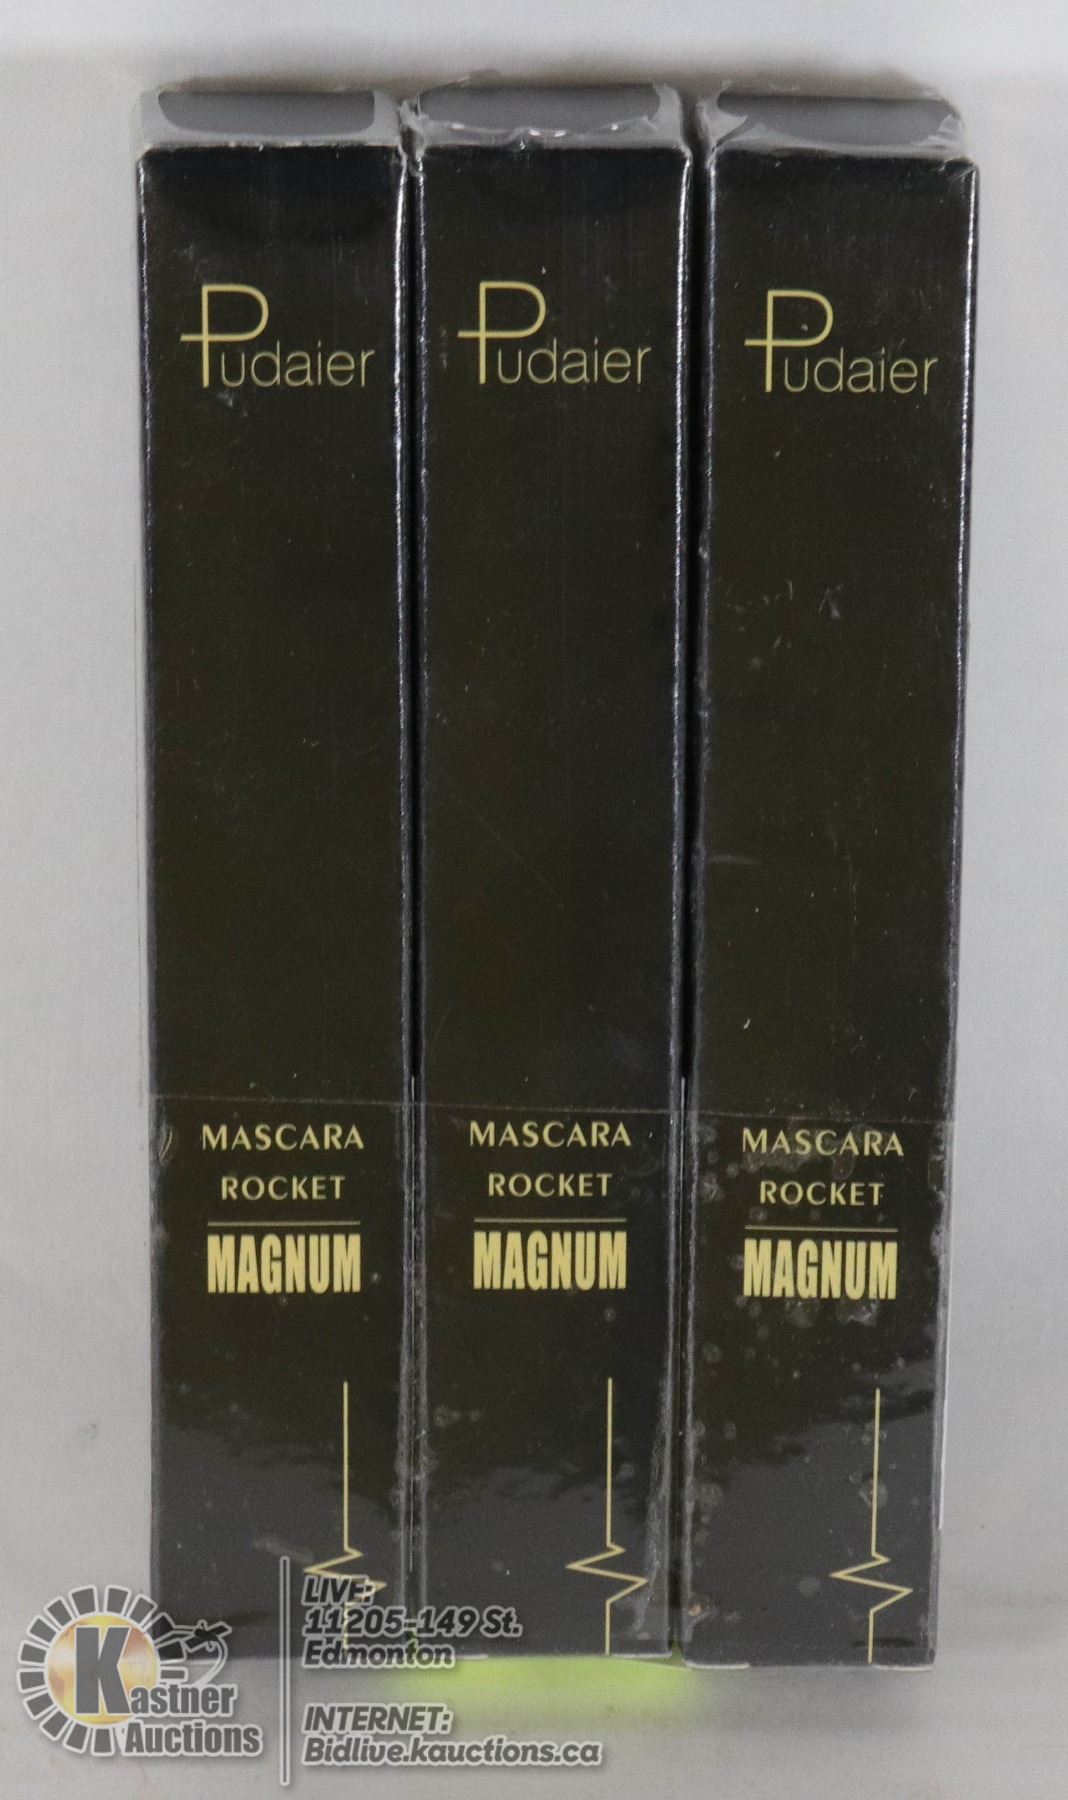 Pudaier
Pudaier
Pudaier
MASCARA
ROCKET
MAGNUM
MASCARA
ROCKET
MAGNUM
MASCARA
ROCKET
MAGNUM
Kastner
Auctions
LIVE:
11205-149 St.
Edmonton
INTERNET:
Bidlive.kauctions.ca